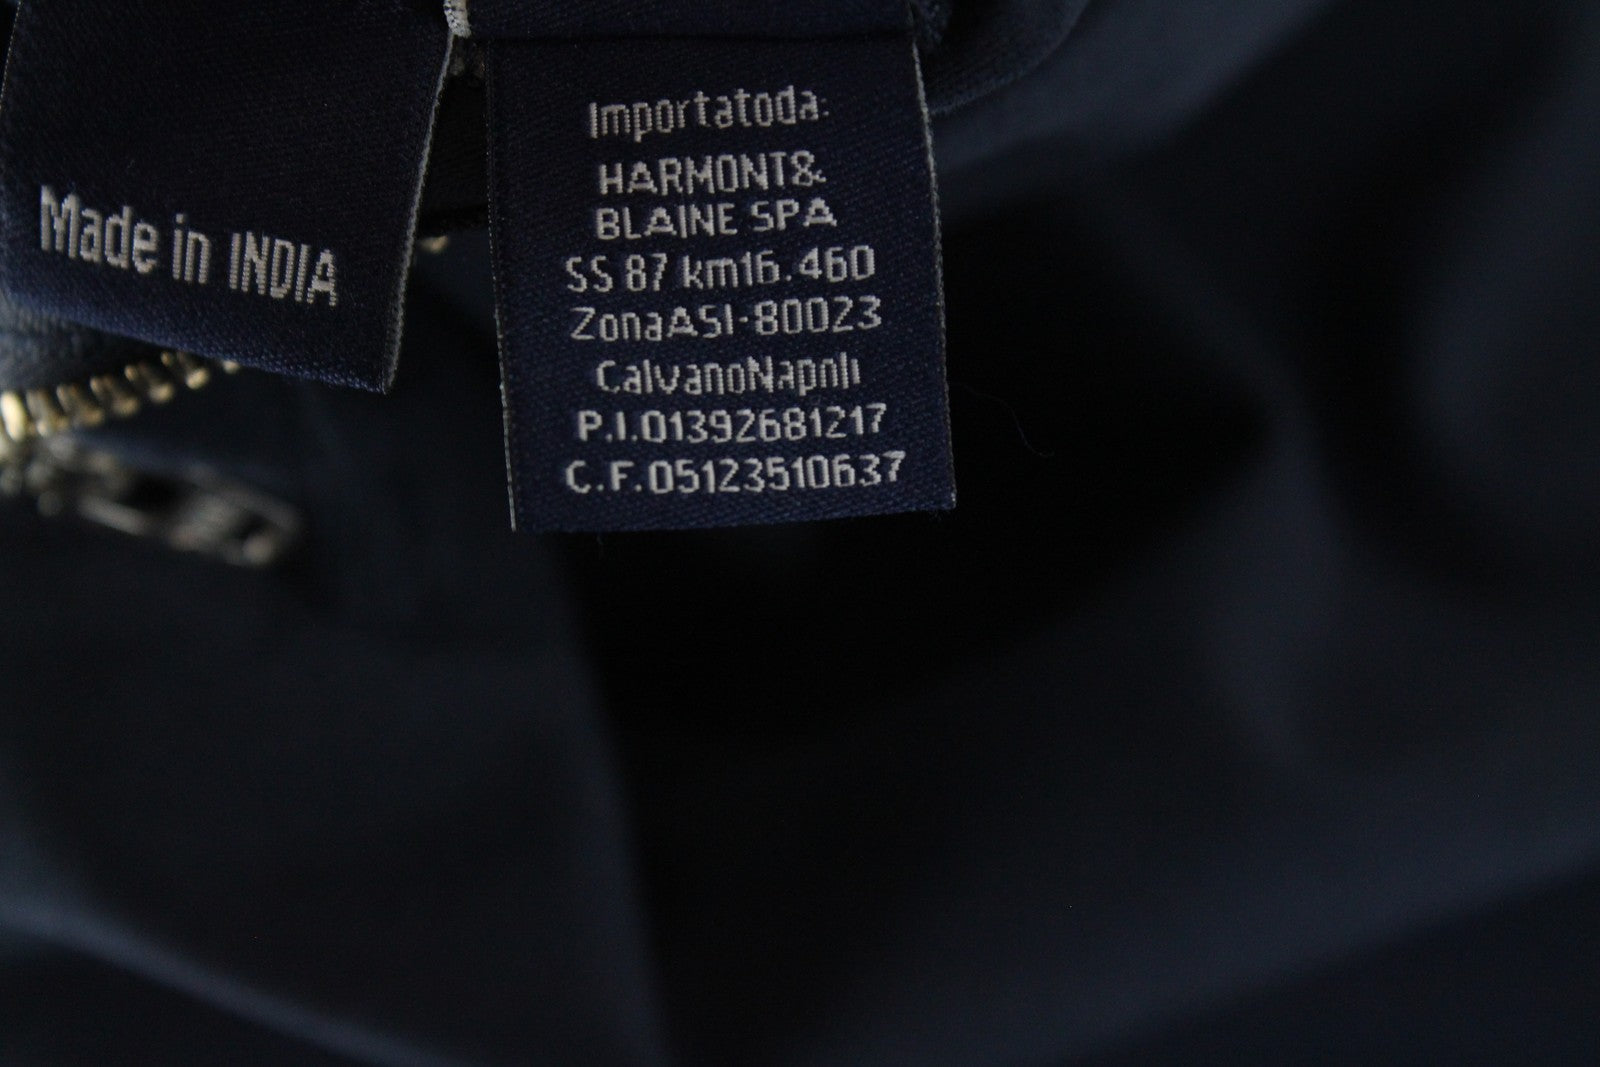 Made in INDIA
Importatoda:
HARMONT&
BLAINE SPA
SS 87 km16.460
ZonaASI-80023
CalvanoNapoli
P.I.01392681217
C.F.05123510637